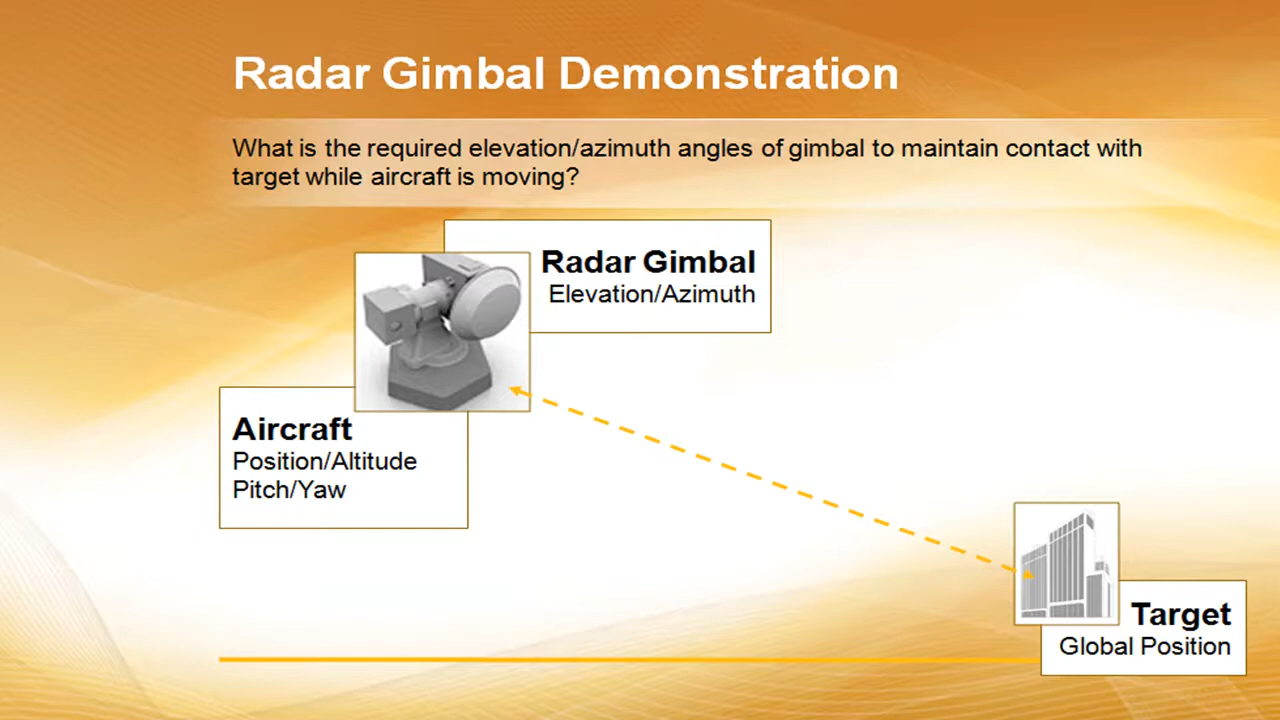 Radar Gimbal Demonstration
What is the required elevation/azimuth angles of gimbal to maintain contact with
target while aircraft is moving?
Radar Gimbal
Elevation/Azimuth
Aircraft
Position/Altitude
Pitch/Yaw
Target
Global Position